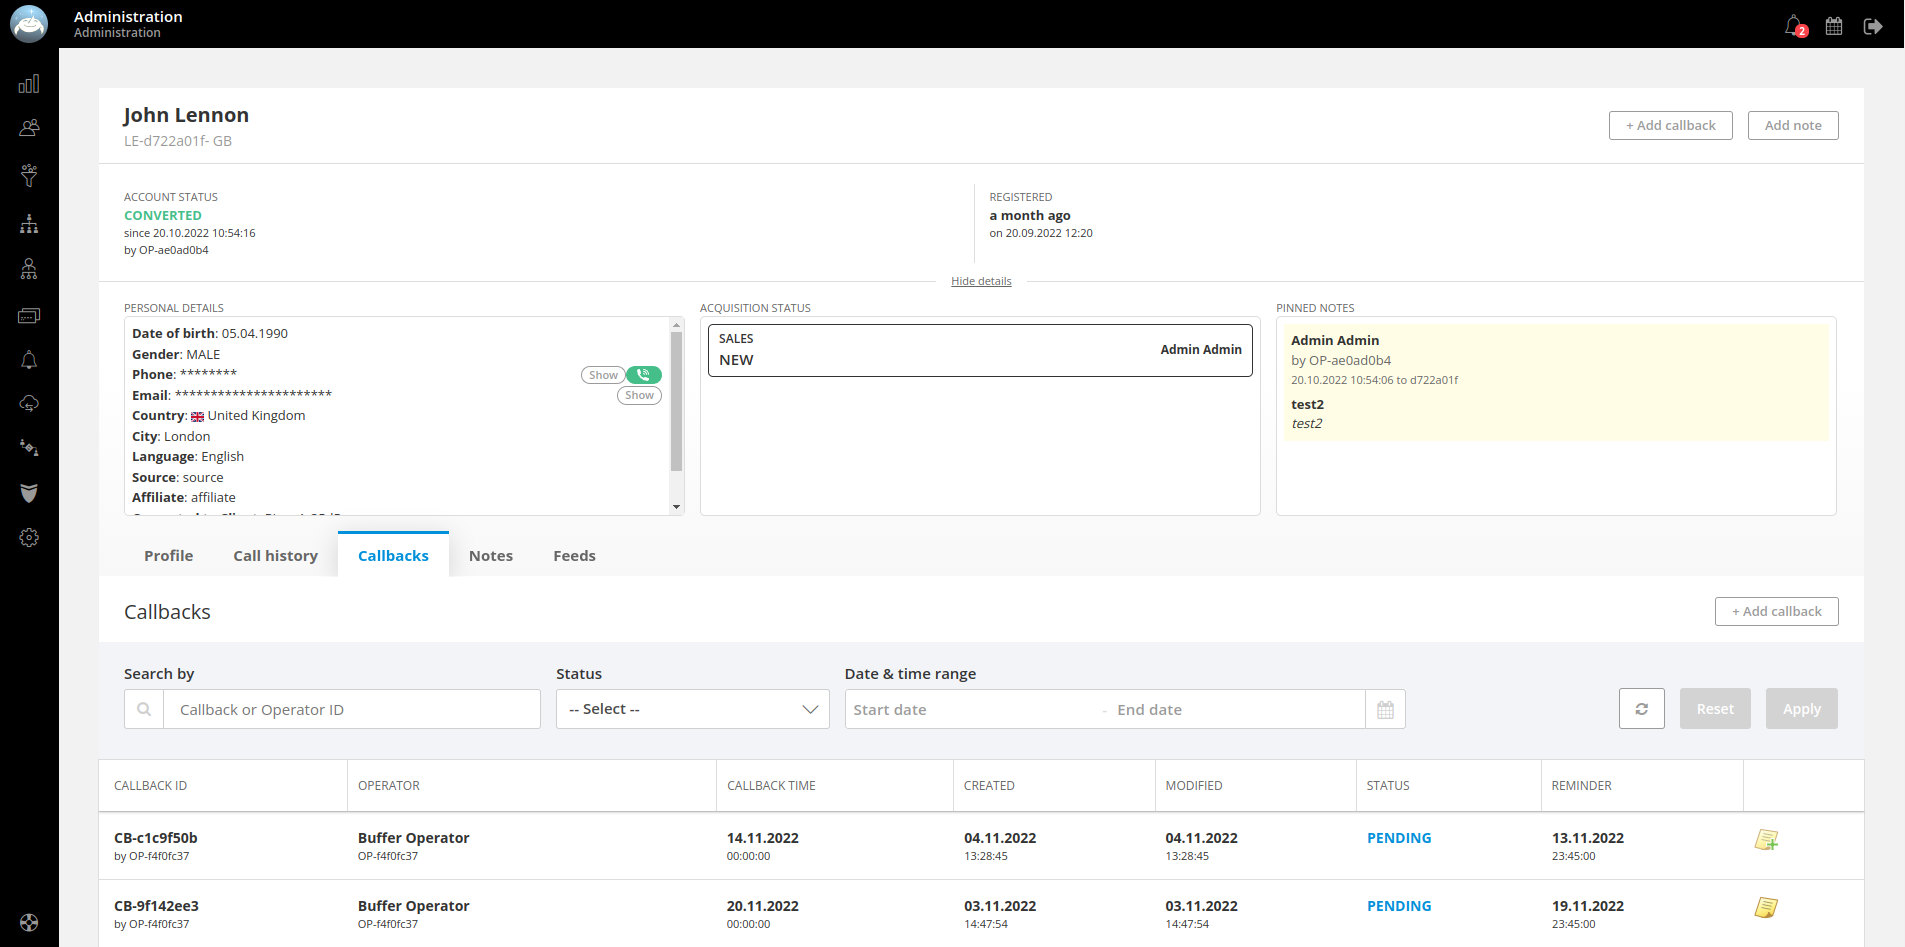 Administration
Administration
2
John Lennon
LE-d722a01f- GB
+ Add callback
Add note
ACCOUNT STATUS
CONVERTED
since 20.10.2022 10:54:16
by OP-ae0ad0b4
REGISTERED
a month ago
on 20.09.2022 12:20
Hide details
PERSONAL DETAILS
Date of birth: 05.04.1990
Gender: MALE
Phone: ********
Show
Email: *********************
Show
Country: United Kingdom
City: London
Language: English
Source: source
Affiliate: affiliate
ACQUISITION STATUS
SALES
NEW
Admin Admin
PINNED NOTES
Admin Admin
by OP-ae0ad0b4
20.10.2022 10:54:06 to d722a01f
test2
test2
Profile
Call history
Callbacks
Notes
Feeds
Callbacks
+ Add callback
Search by
Callback or Operator ID
Status
-- Select --
Date & time range
Start date - End date
Reset
Apply
CALLBACK ID OPERATOR CALLBACK TIME CREATED MODIFIED STATUS REMINDER
CB-c1c9f50b Buffer Operator 14.11.2022 04.11.2022 04.11.2022 PENDING 13.11.2022
by OP-f4f0fc37 OP-f4f0fc37 00:00:00 13:28:45 13:28:45 23:45:00
CB-9f142ee3 Buffer Operator 20.11.2022 03.11.2022 03.11.2022 PENDING 19.11.2022
by OP-f4f0fc37 OP-f4f0fc37 00:00:00 14:47:54 14:47:54 23:45:00